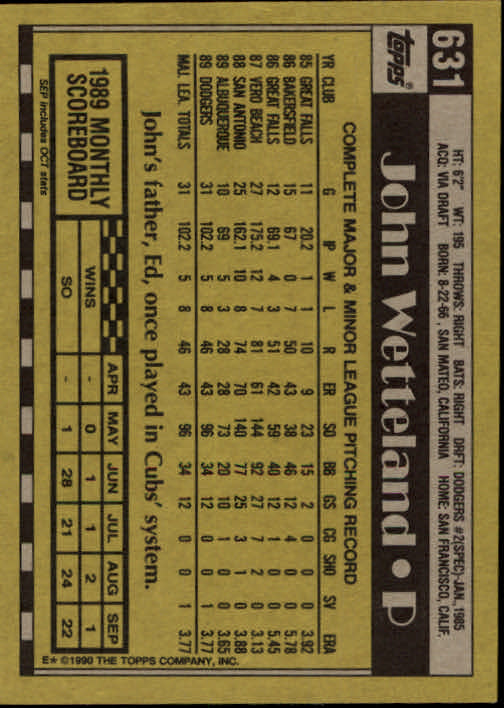 631
topps®
John Wetteland • P
HT: 6'2" WT: 195 THROWS: RIGHT BATS: RIGHT DRFT: DODGERS #2(SPEC)-JAN., 1985
ACQ: VIA DRAFT BORN: 8-22-66, SAN MATEO, CALIFORNIA HOME: SAN FRANCISCO, CALIF.
COMPLETE MAJOR & MINOR LEAGUE PITCHING RECORD
YR CLUB G IP W L R ER SO BB GS CG SHO SV ERA
85 GREAT FALLS 11 20.2 1 1 10 9 23 15 2 0 0 0 3.92
86 BAKERSFIELD 15 67 0 7 50 43 38 46 12 4 0 0 5.78
86 GREAT FALLS 12 69.1 4 3 51 42 59 40 12 1 0 0 5.45
87 VERO BEACH 27 175.2 12 7 81 61 144 92 27 7 2 0 3.13
88 SAN ANTONIO 25 162.1 10 8 74 70 140 77 25 3 1 0 3.88
89 ALBUQUERQUE 10 69 5 3 28 28 73 20 10 1 0 0 3.65
89 DODGERS 31 102.2 5 8 46 43 96 34 12 0 0 1 3.77
MAJ. LEA. TOTALS 31 102.2 5 8 46 43 96 34 12 0 0 1 3.77
John's father, Ed, once played in Cubs' system.
1989 MONTHLY
SCOREBOARD
APR MAY JUN JUL AUG SEP
WINS - 0 1 1 2 1
SO - 1 28 21 24 22
SEP includes OCT stats
E* ©1990 THE TOPPS COMPANY, INC.